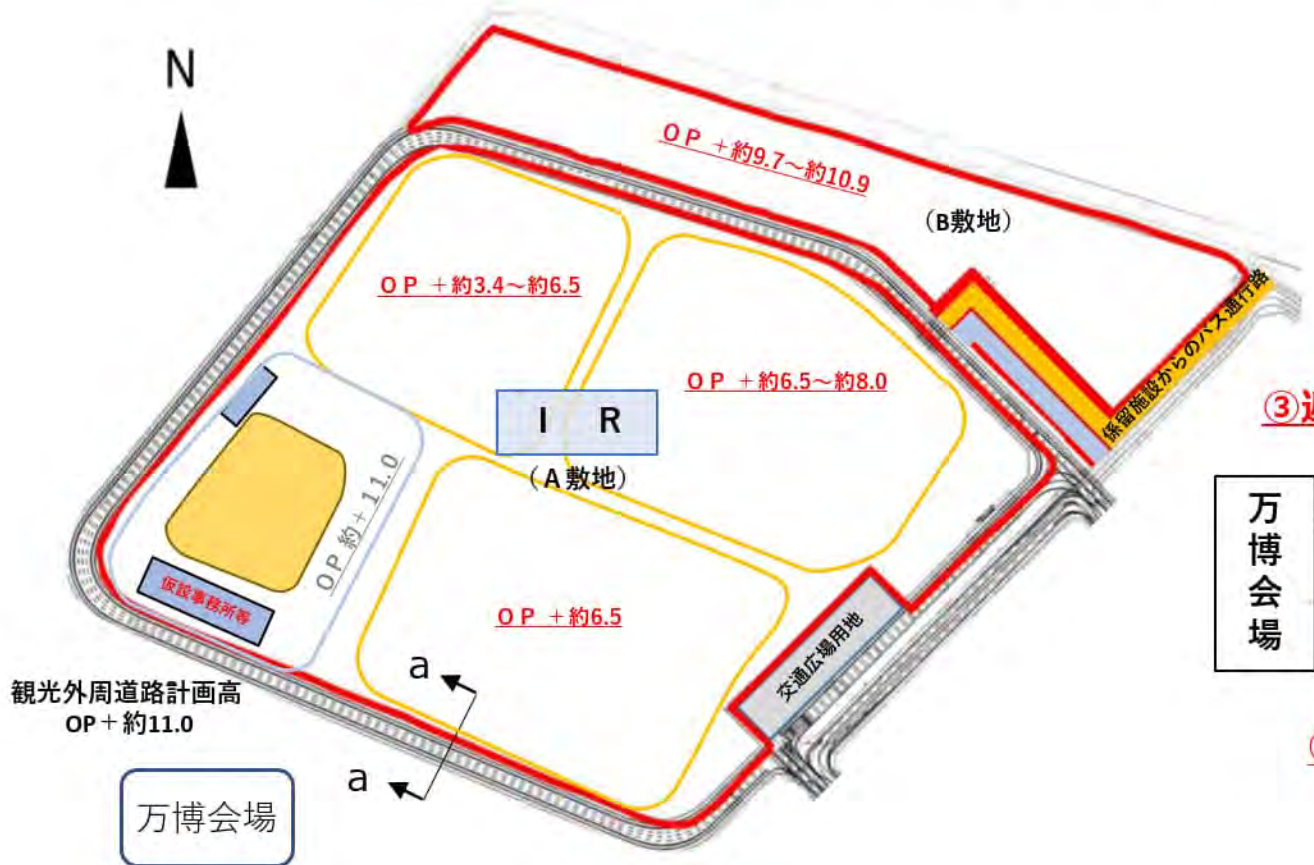 N
OP +約9.7~約10.9
(B敷地)
OP +約3.4~約6.5
OP +約6.5~約8.0
係留施設からのバス通行路
I R
(A敷地)
③
万博会場
OP 約+11.0
仮設事務所等
OP +約6.5
交通広場用地
a
a
観光外周道路計画高
OP+約11.0
万博会場